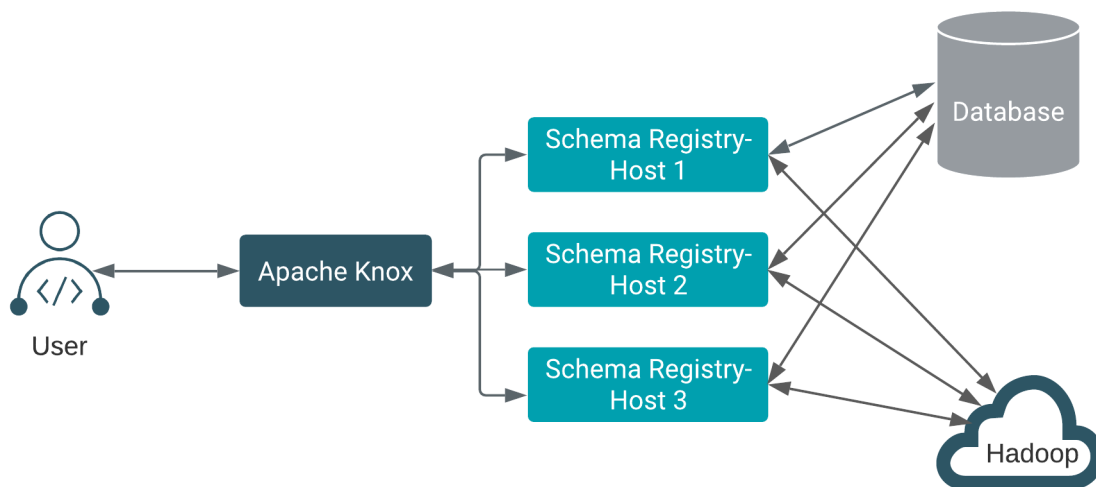 User
</>
Apache Knox
Schema Registry-
Host 1
Schema Registry-
Host 2
Schema Registry-
Host 3
Database
Hadoop